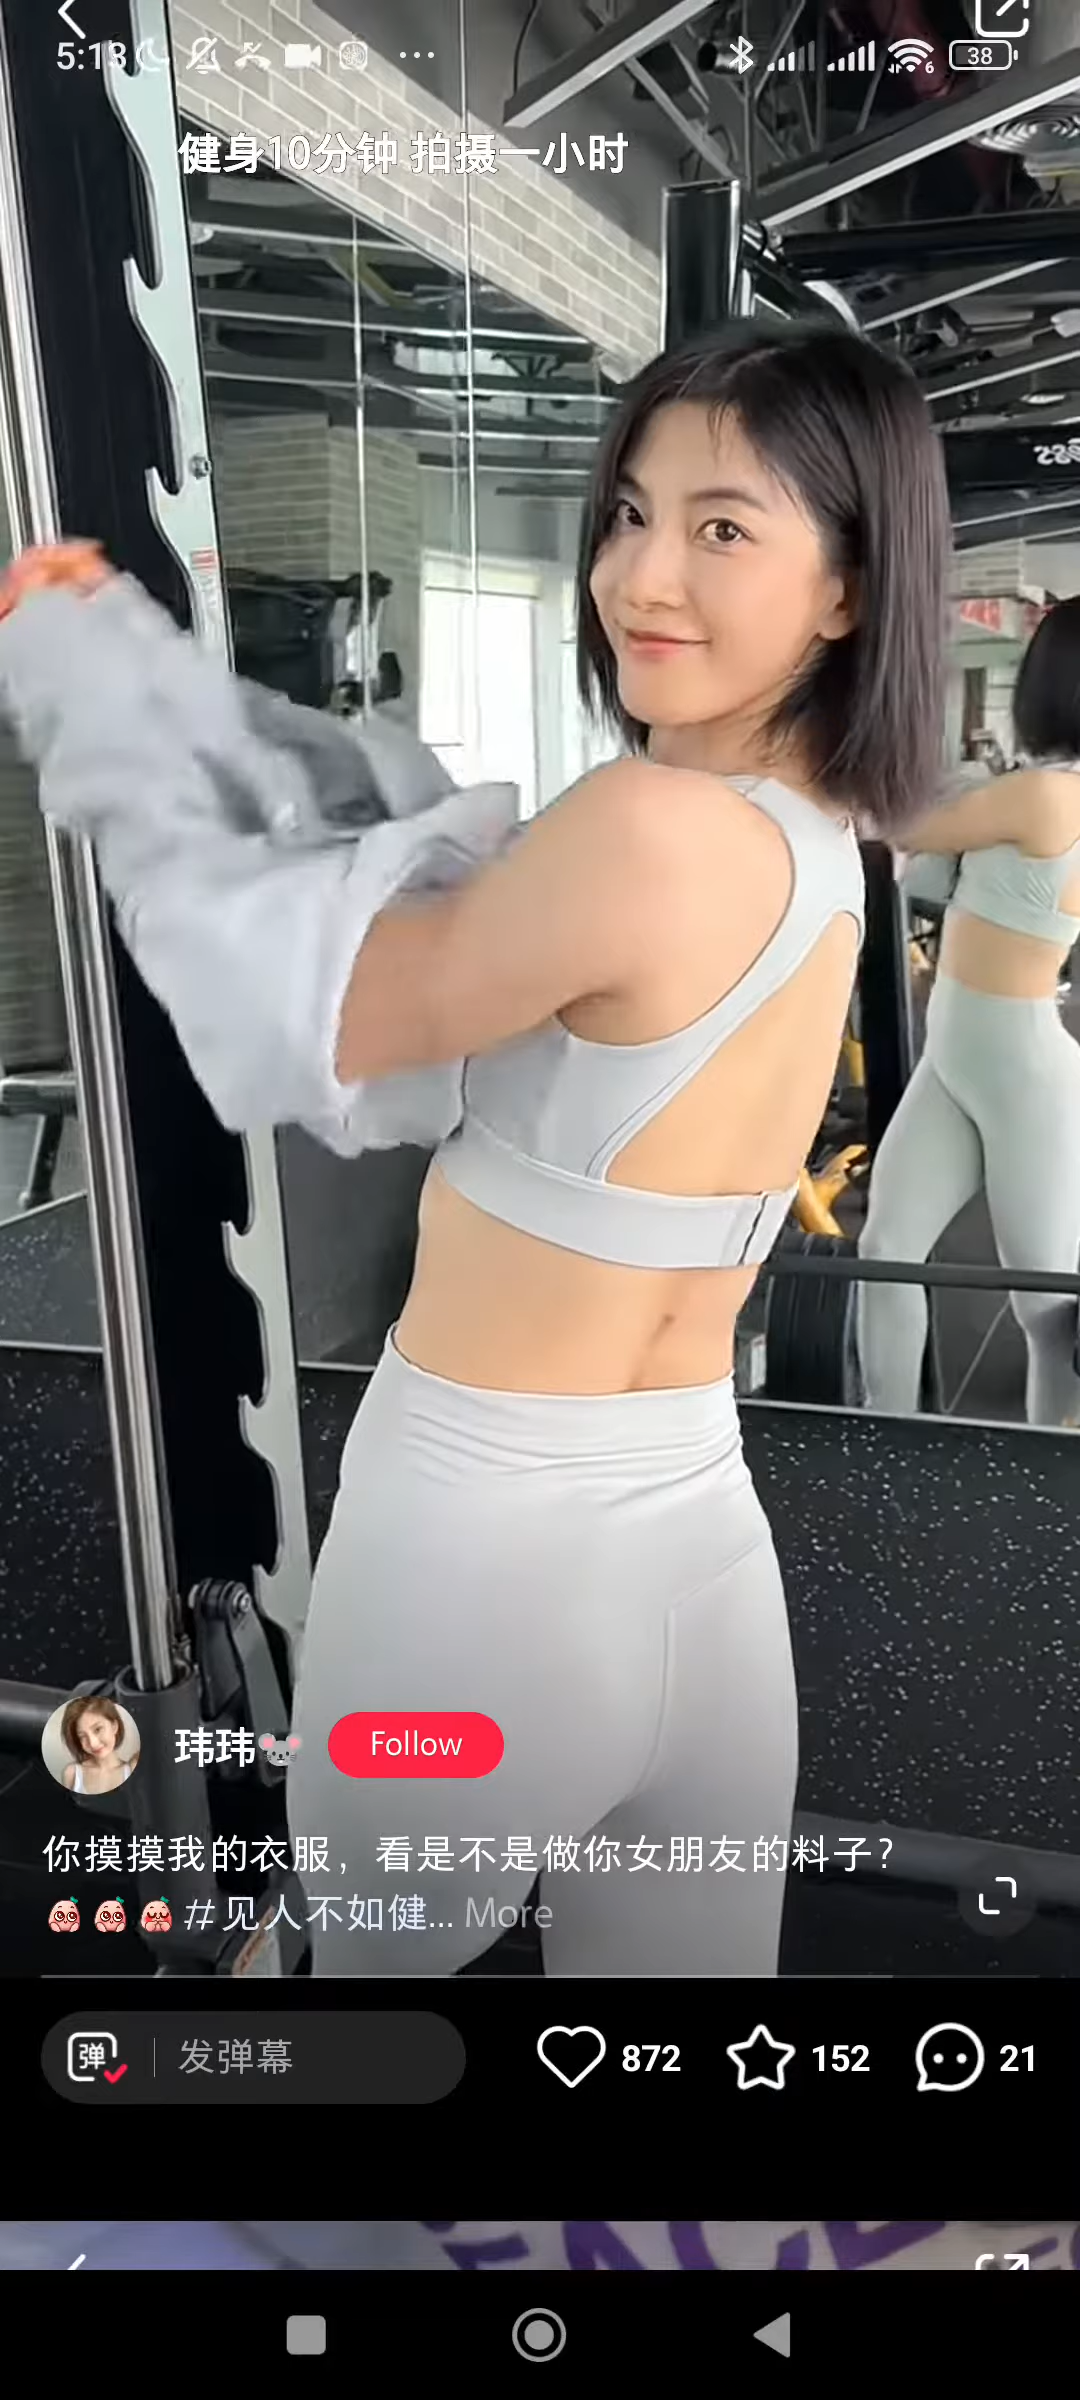 5:13
6
38
健身10分钟 拍摄一小时
玮玮🐭
Follow
你摸摸我的衣服，看是不是做你女朋友的料子?
#见人不如健... More
弹
发弹幕
872
152
21